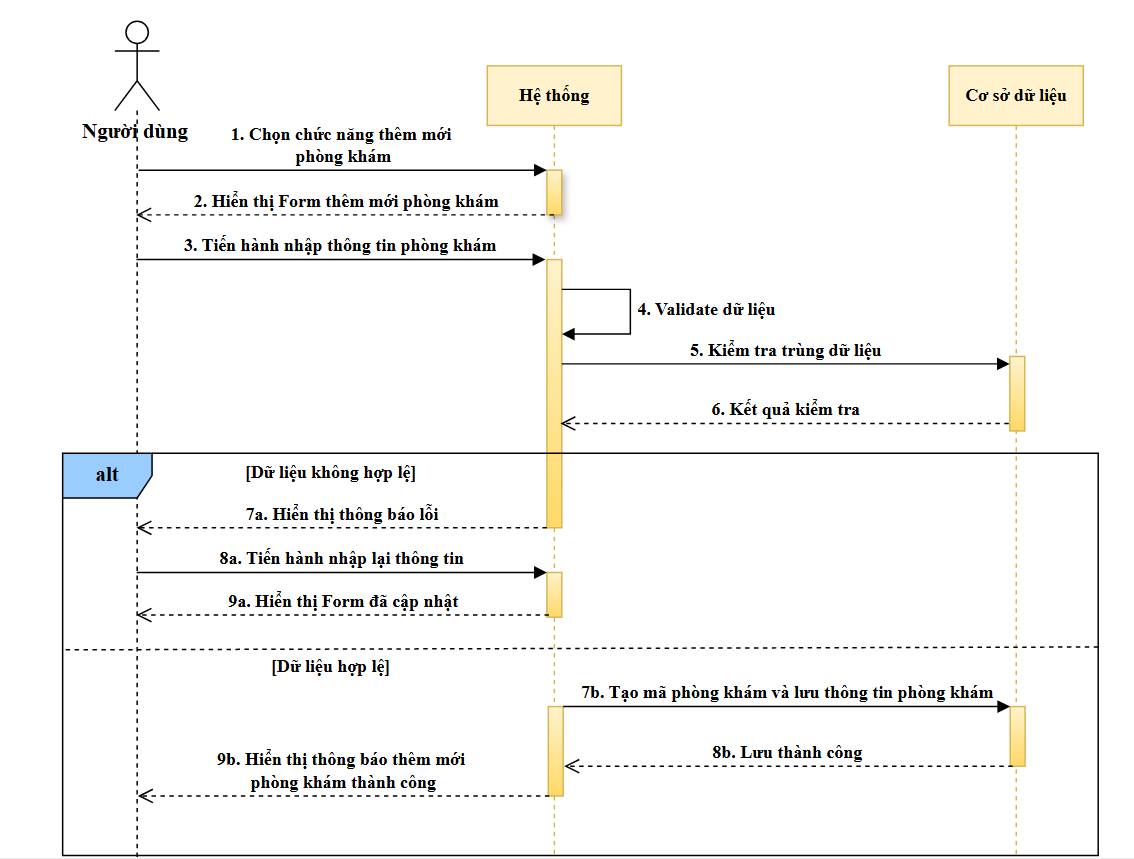 Hệ thống
Cơ sở dữ liệu
Người dùng
1. Chọn chức năng thêm mới
phòng khám
2. Hiển thị Form thêm mới phòng khám
3. Tiến hành nhập thông tin phòng khám
4. Validate dữ liệu
5. Kiểm tra trùng dữ liệu
6. Kết quả kiểm tra
alt
[Dữ liệu không hợp lệ]
7a. Hiển thị thông báo lỗi
8a. Tiến hành nhập lại thông tin
9a. Hiển thị Form đã cập nhật
[Dữ liệu hợp lệ]
7b. Tạo mã phòng khám và lưu thông tin phòng khám
8b. Lưu thành công
9b. Hiển thị thông báo thêm mới
phòng khám thành công